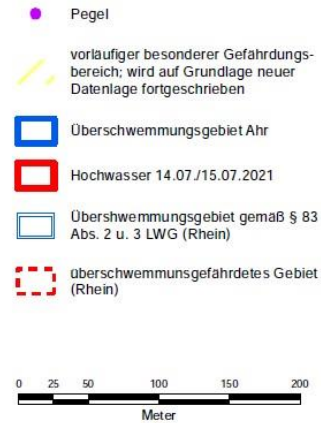 Pegel
vorläufiger besonderer Gefährdungs-
bereich; wird auf Grundlage neuer
Datenlage fortgeschrieben
Überschwemmungsgebiet Ahr
Hochwasser 14.07./15.07.2021
Übershwemmungsgebiet gemäß § 83
Abs. 2 u. 3 LWG (Rhein)
überschwemmunsgefährdetes Gebiet
(Rhein)
0 25 50 100 150 200
Meter